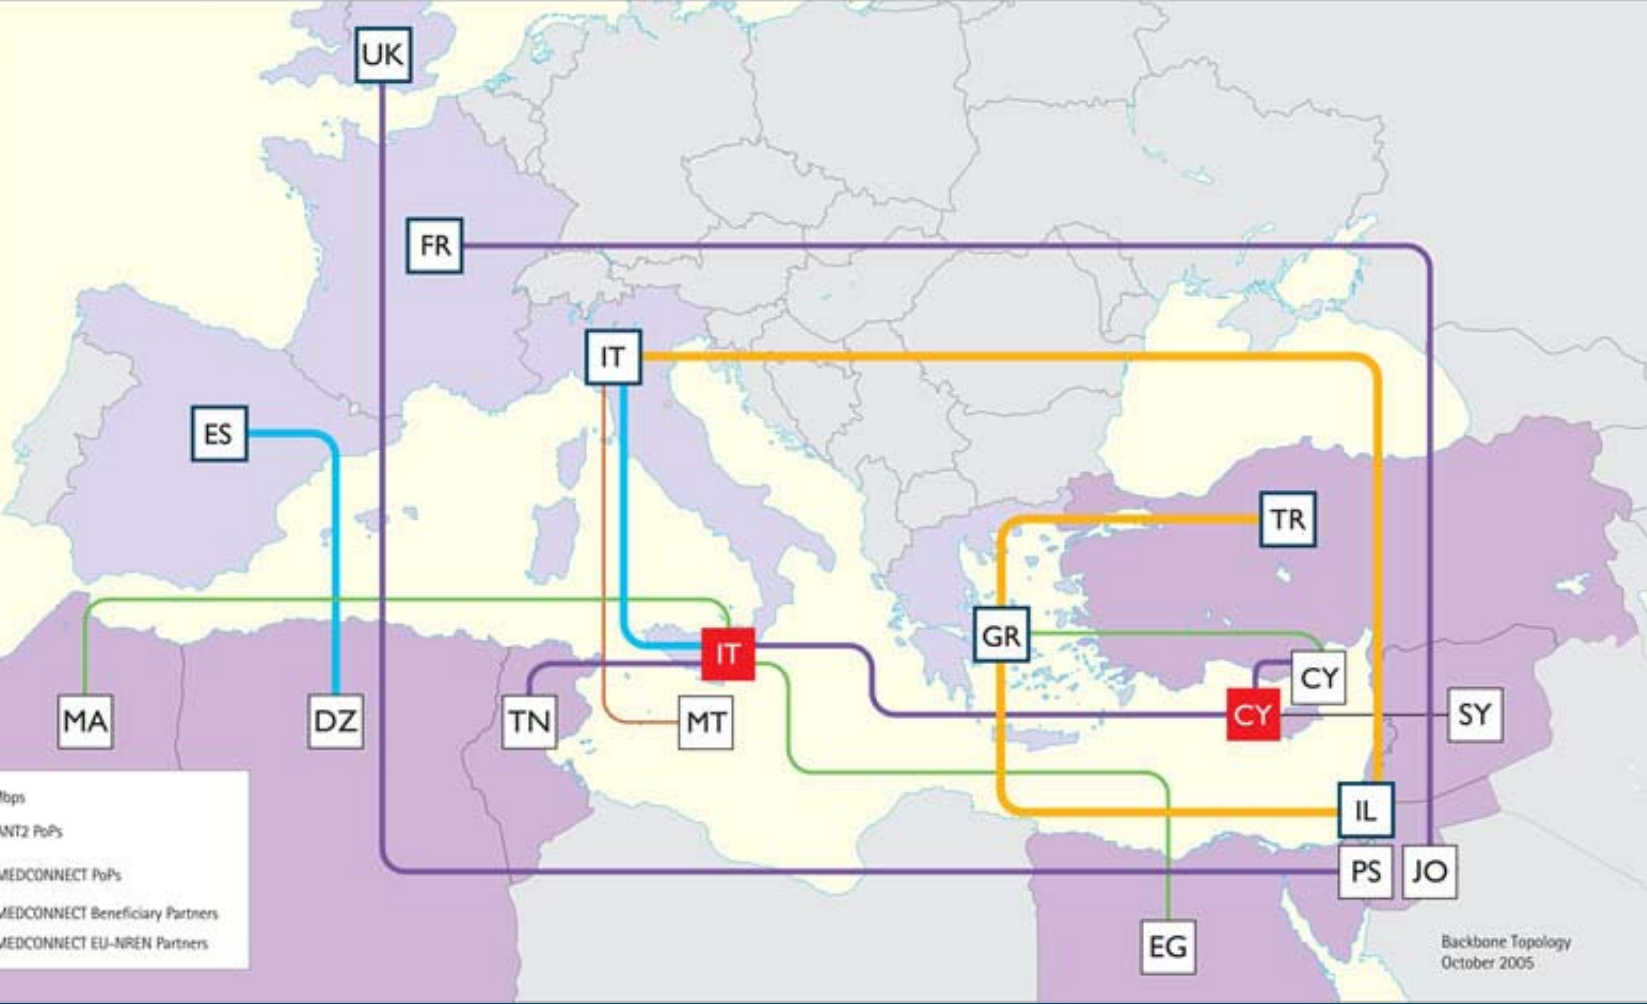 UK
FR
IT
ES
TR
GR
IT
CY
MA
DZ
TN
MT
CY
SY
IL
PS
JO
EG
PoPs
MEDCONNECT PoPs
MEDCONNECT Beneficiary Partners
MEDCONNECT EU-NREN Partners
Backbone Topology
October 2005